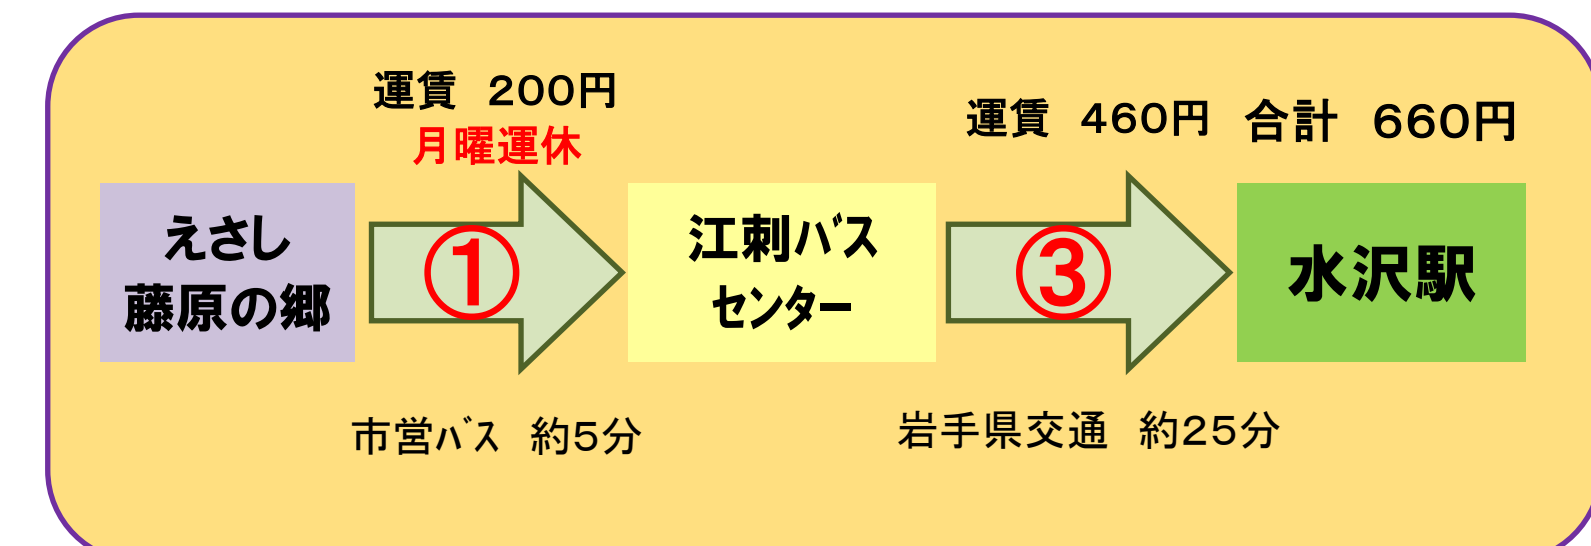 運賃　200円
月曜運休
運賃　460円
合計　660円
えさし
藤原の郷
①
江刺バス
センター
③
水沢駅
市営バス　約5分
岩手県交通　約25分